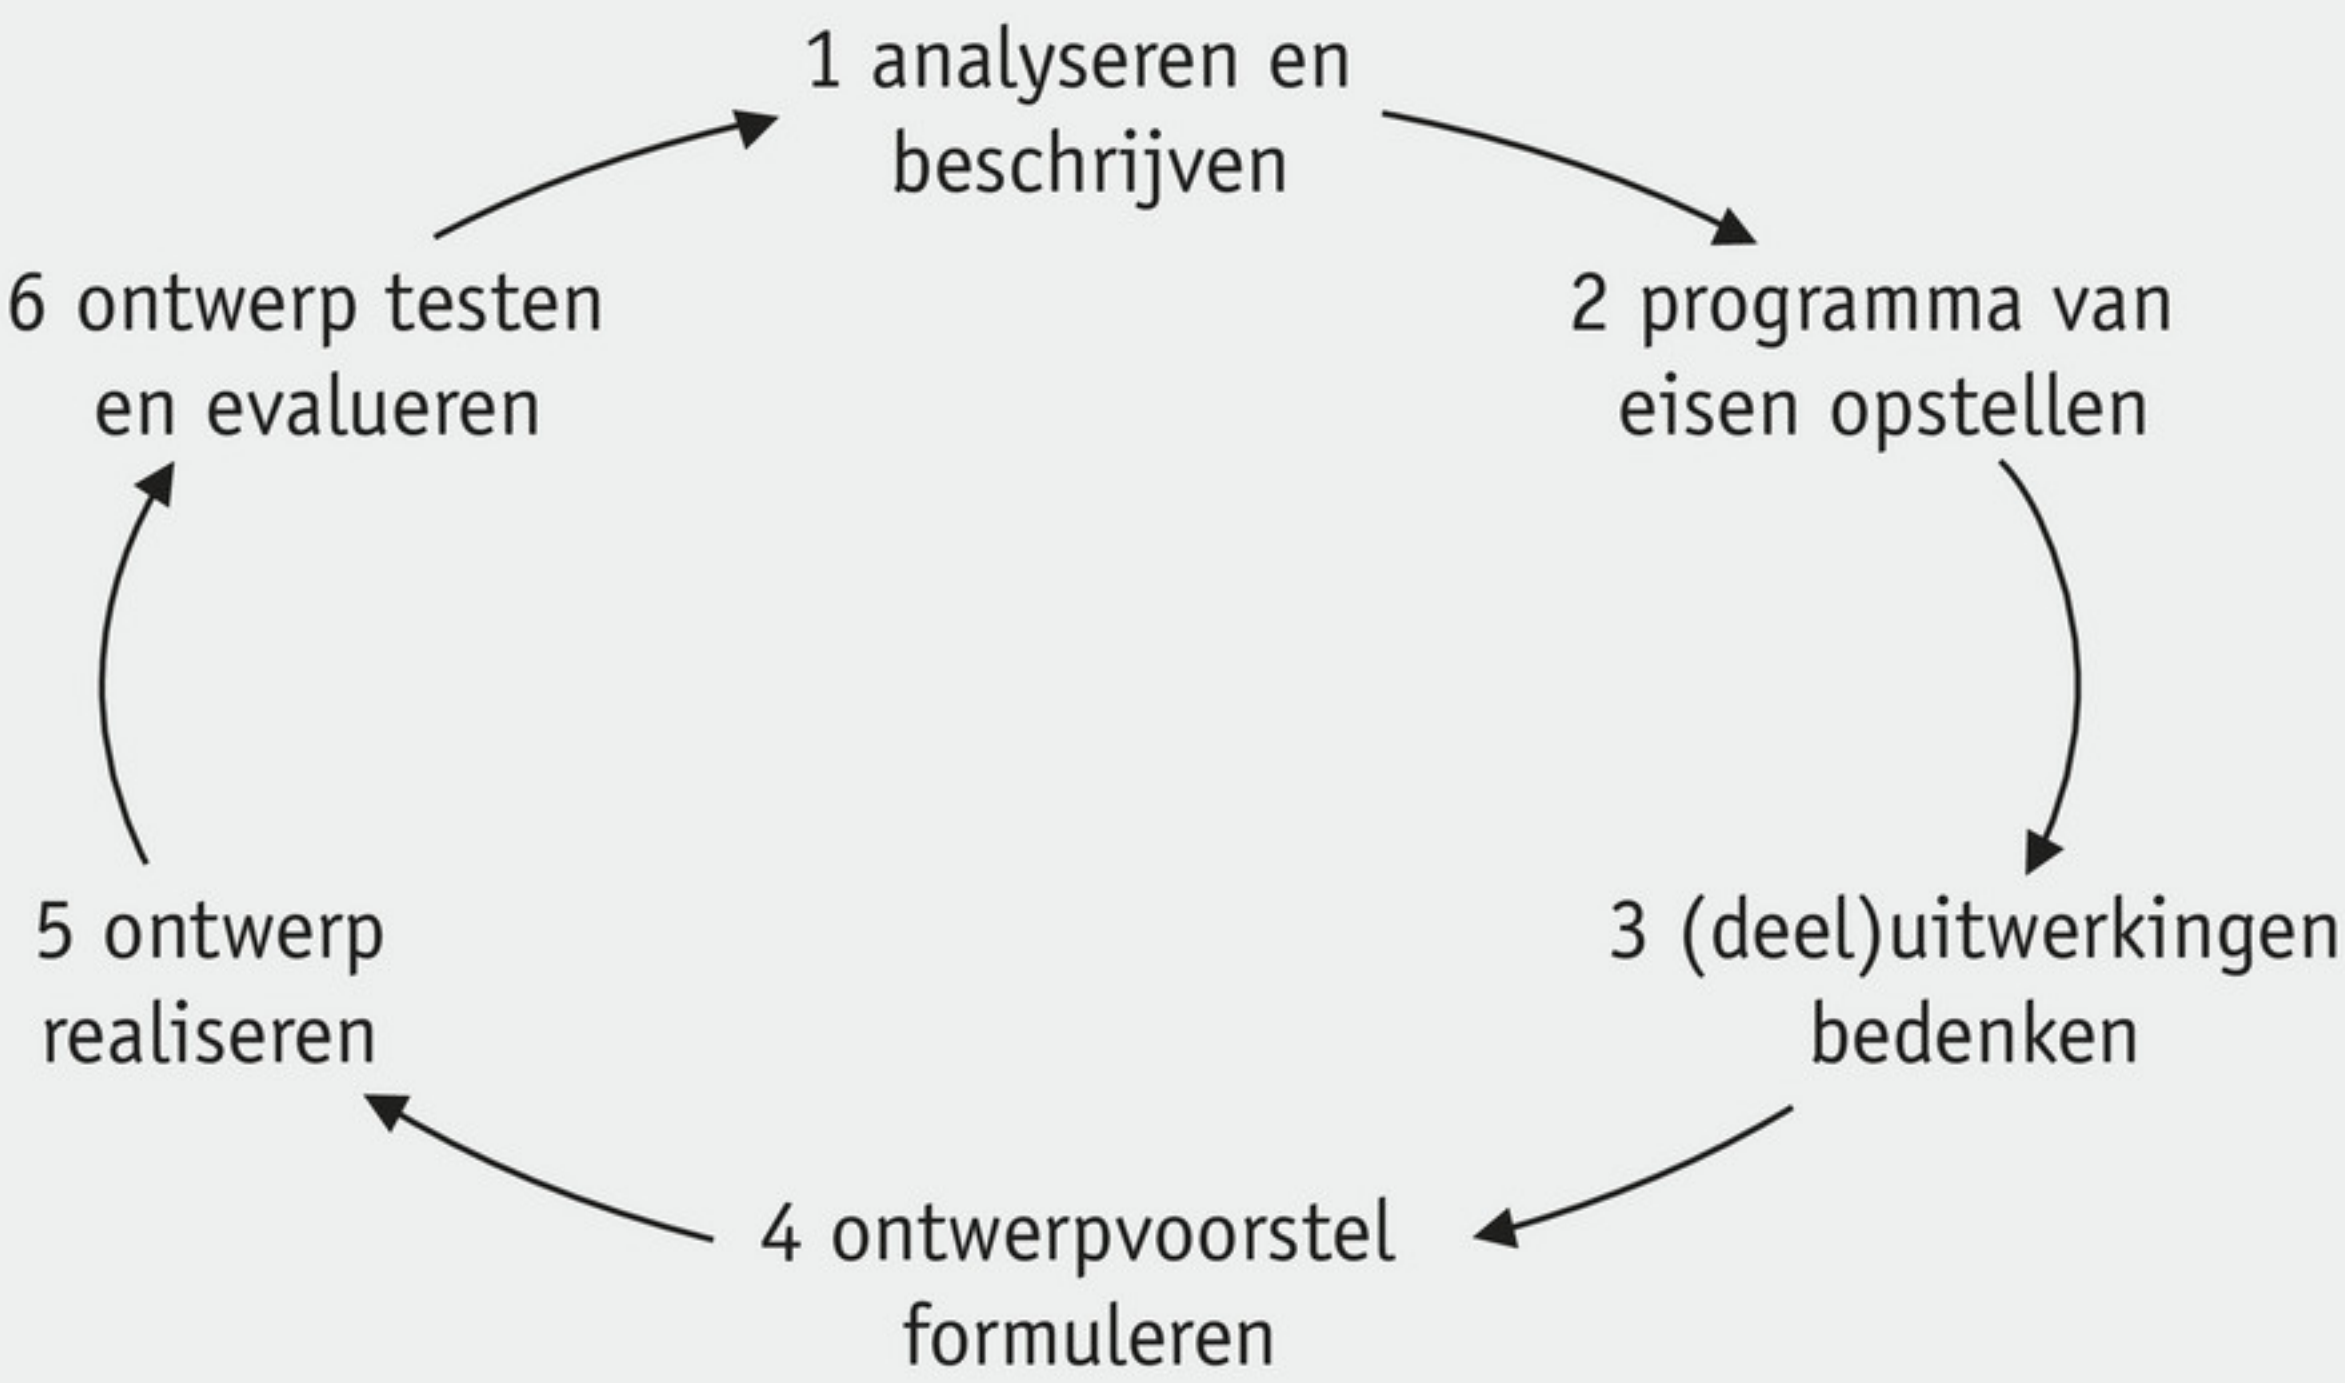 1 analyseren en
beschrijven
2 programma van
eisen opstellen
3 (deel)uitwerkingen
bedenken
4 ontwerpvoorstel
formuleren
5 ontwerp
realiseren
6 ontwerp testen
en evalueren